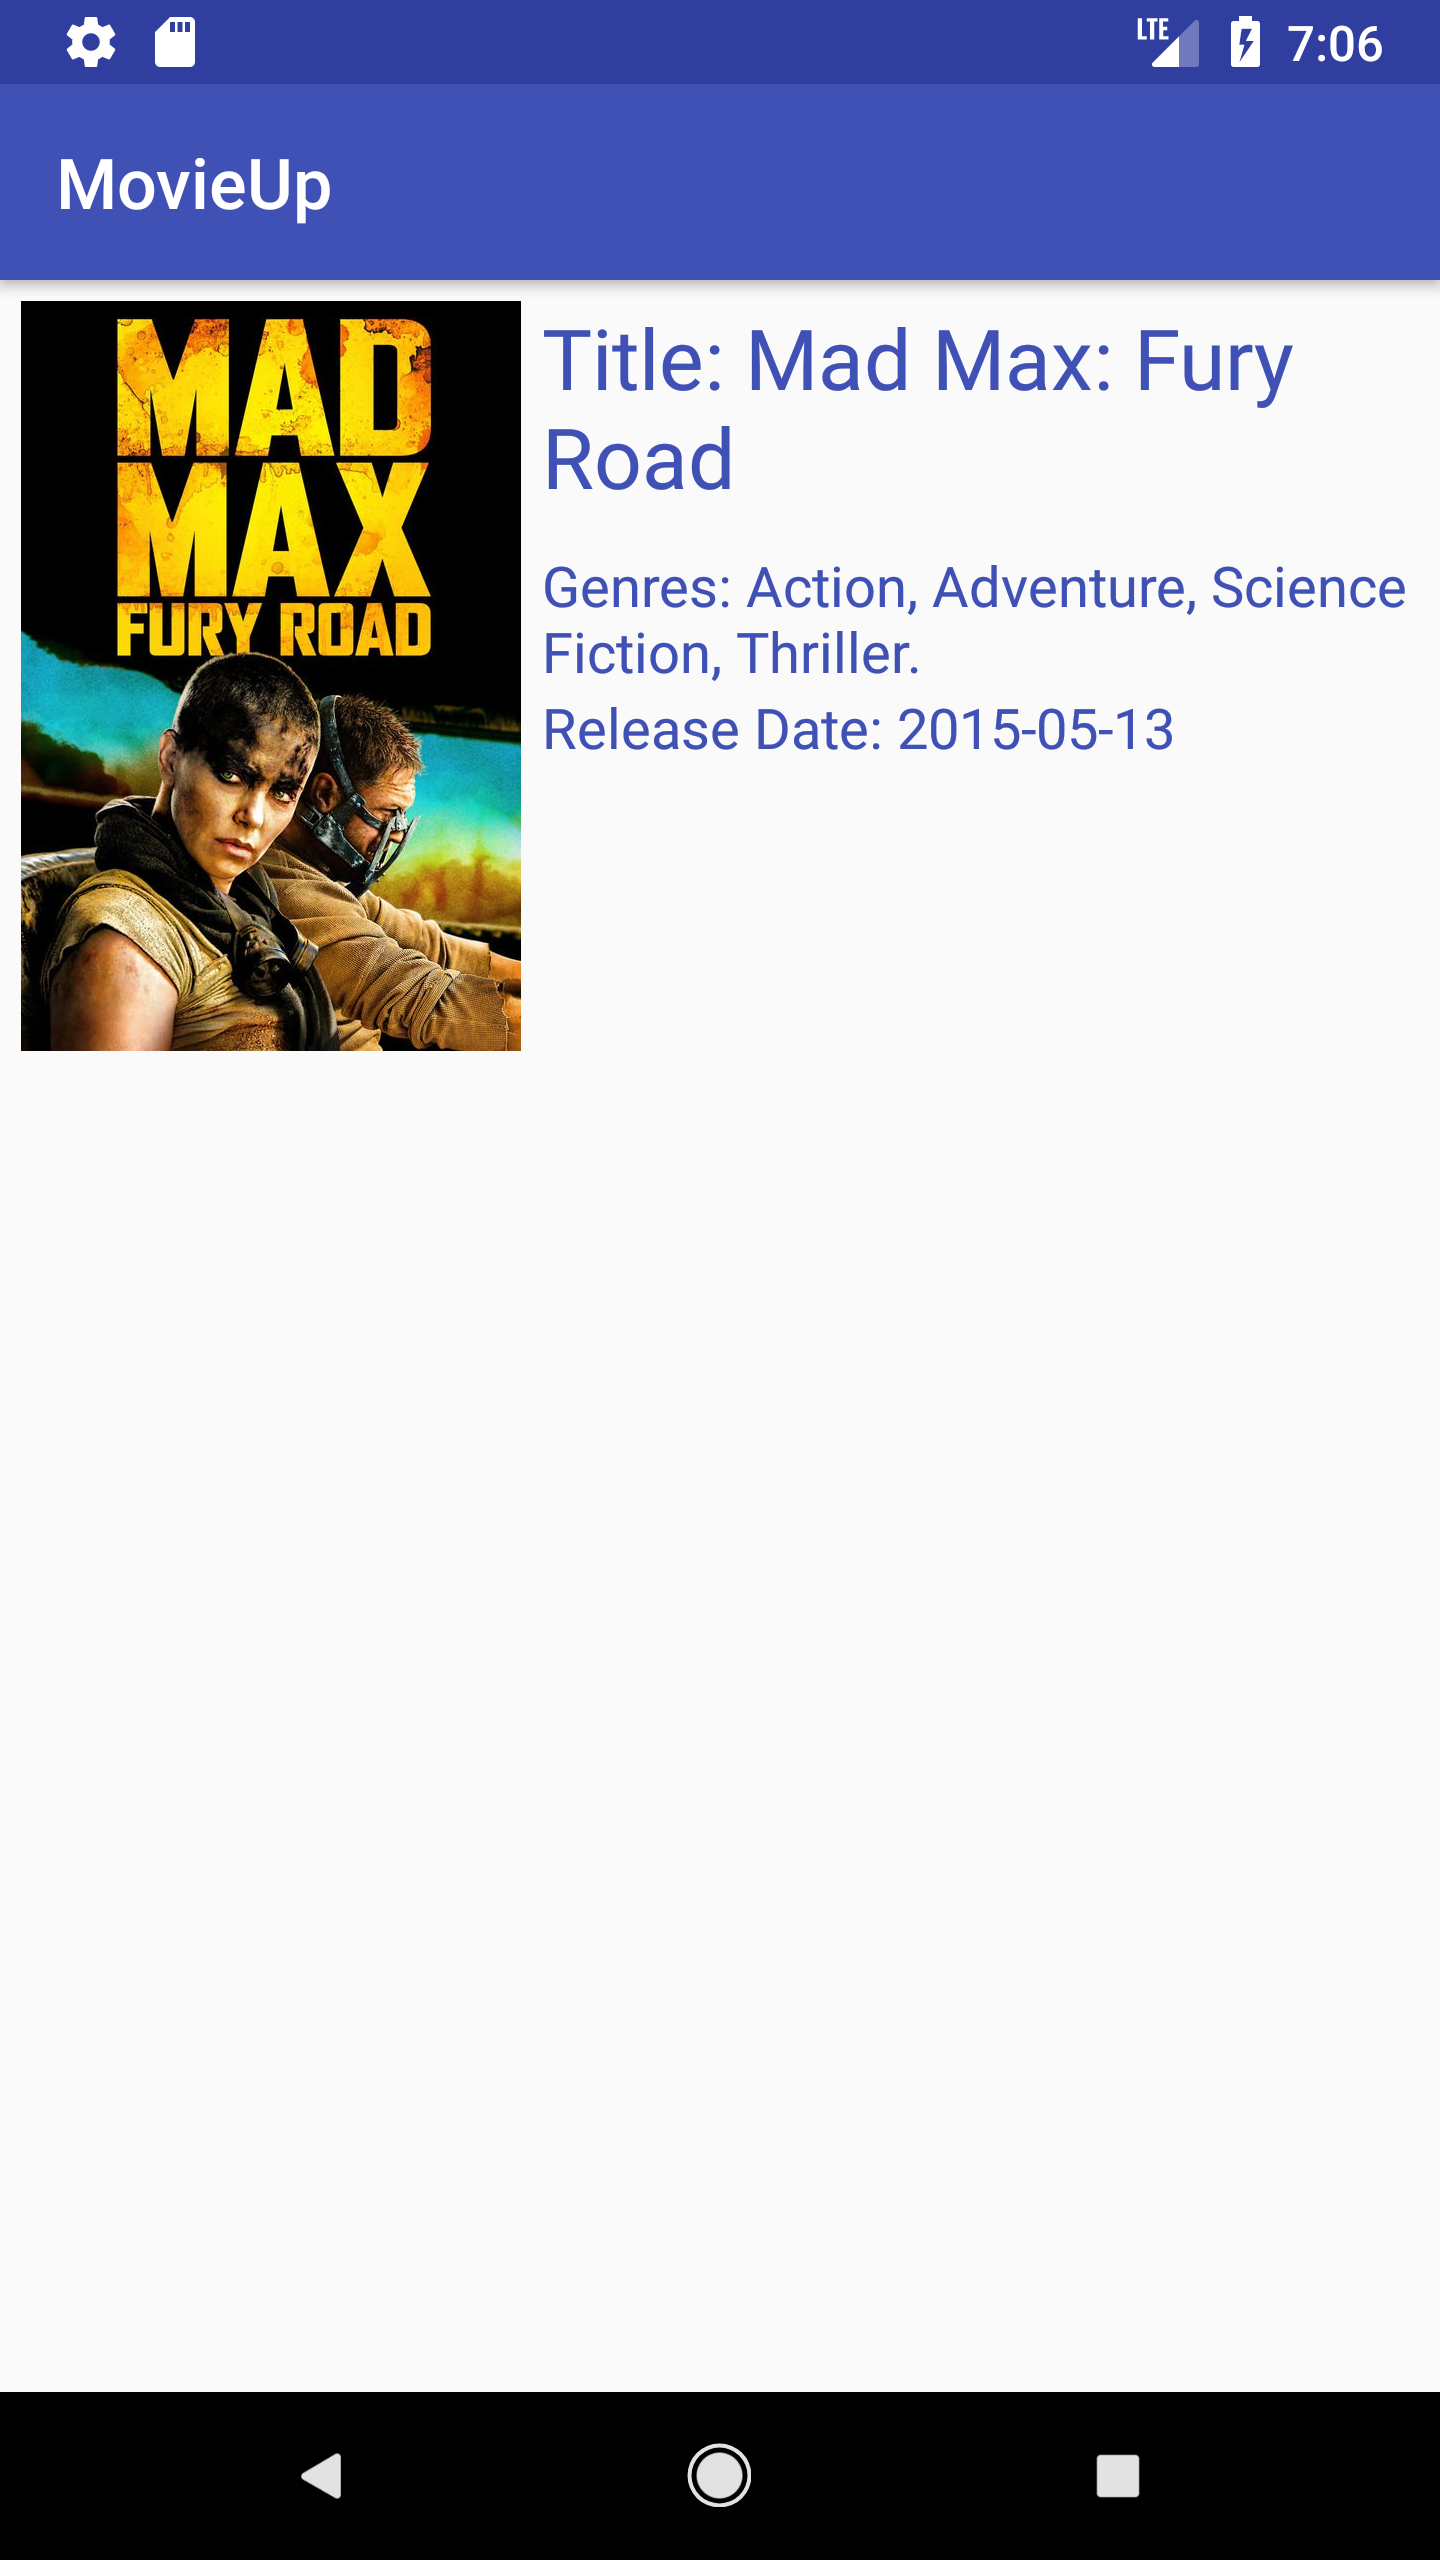 LTE 7:06
MovieUp
MAD
MAX
FURY ROAD
Title: Mad Max: Fury
Road
Genres: Action, Adventure, Science
Fiction, Thriller.
Release Date: 2015-05-13